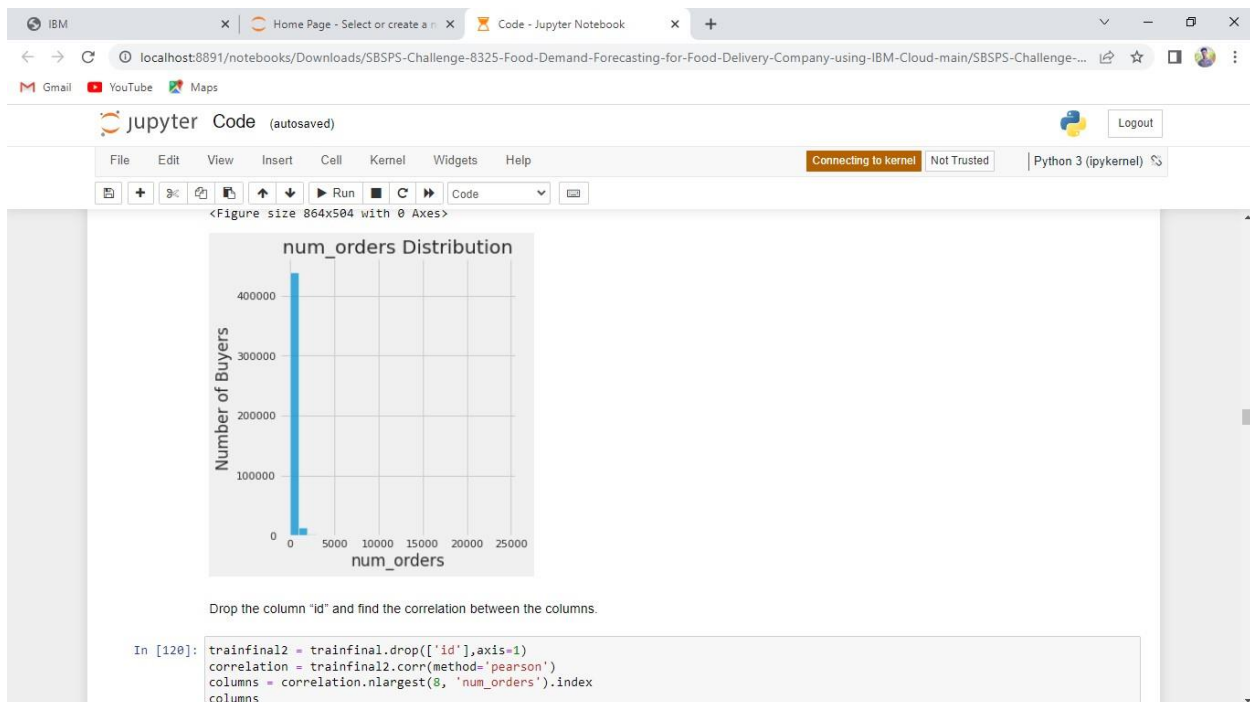 IBM
Home Page - Select or create a n
Code - Jupyter Notebook
localhost:8891/notebooks/Downloads/SBSPS-Challenge-8325-Food-Demand-Forecasting-for-Food-Delivery-Company-using-IBM-Cloud-main/SBSPS-Challenge-...
Gmail YouTube Maps
jupyter Code (autosaved)
Logout
File Edit View Insert Cell Kernel Widgets Help
Connecting to kernel Not Trusted Python 3 (ipykernel)
Run Code
<Figure size 864x504 with 0 Axes>
num_orders Distribution
Number of Buyers
400000
300000
200000
100000
0
0 5000 10000 15000 20000 25000
num_orders
Drop the column “id” and find the correlation between the columns.
In [120]: trainfinal2 = trainfinal.drop(['id'],axis=1)
correlation = trainfinal2.corr(method='pearson')
columns = correlation.nlargest(8, 'num_orders').index
columns